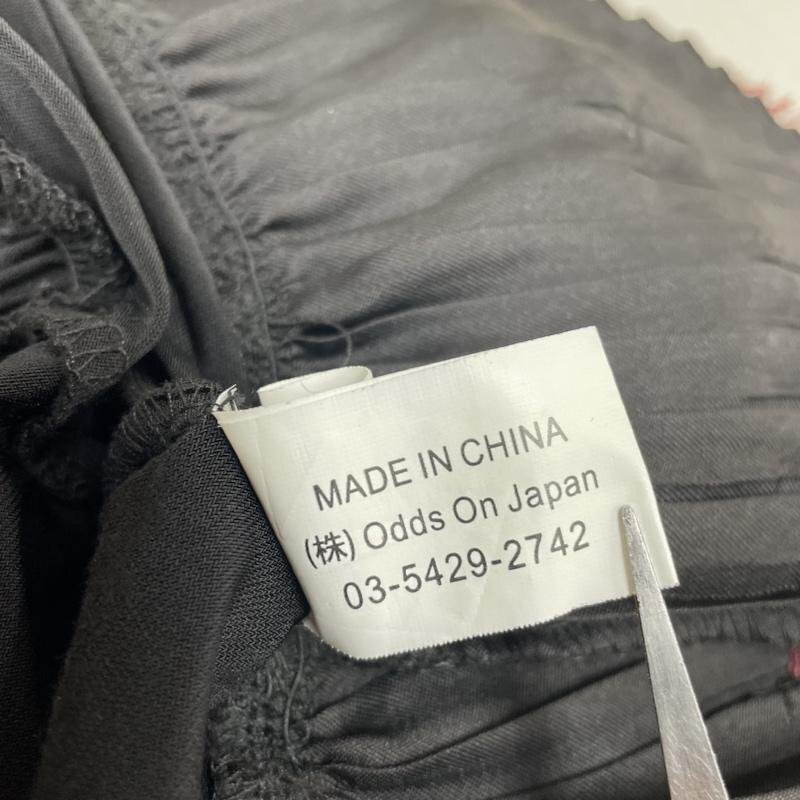 MADE IN CHINA
(株) Odds On Japan
03-5429-2742